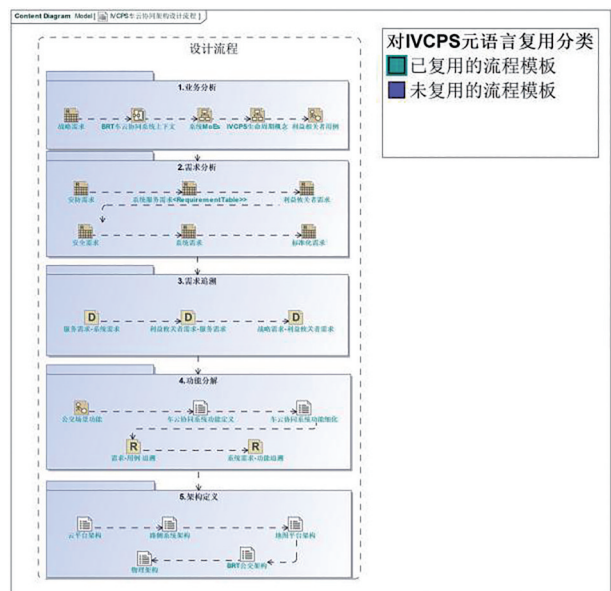 Content Diagram Model [ IVCPS车云协同架构设计流程 ]
设计流程
1.业务分析
战略需求 BRT车云协同系统上下文 系统MoEs IVCPS生命周期概念 利益相关者用例
2.需求分析
安防需求 系统服务需求<RequirementTable>> 利益攸关者需求
安全需求 系统需求 标准化需求
3.需求追溯
D D D
服务需求-系统需求 利益攸关者需求-服务需求 战略需求-利益攸关者需求
4.功能分解
公交场景功能 车云协同系统功能定义 车云协同系统功能细化
R R
需求-用例 追溯 系统需求-功能追溯
5.架构定义
云平台架构 路侧系统架构 地图平台架构
物理架构 BRT公交架构
对IVCPS元语言复用分类
已复用的流程模板
未复用的流程模板